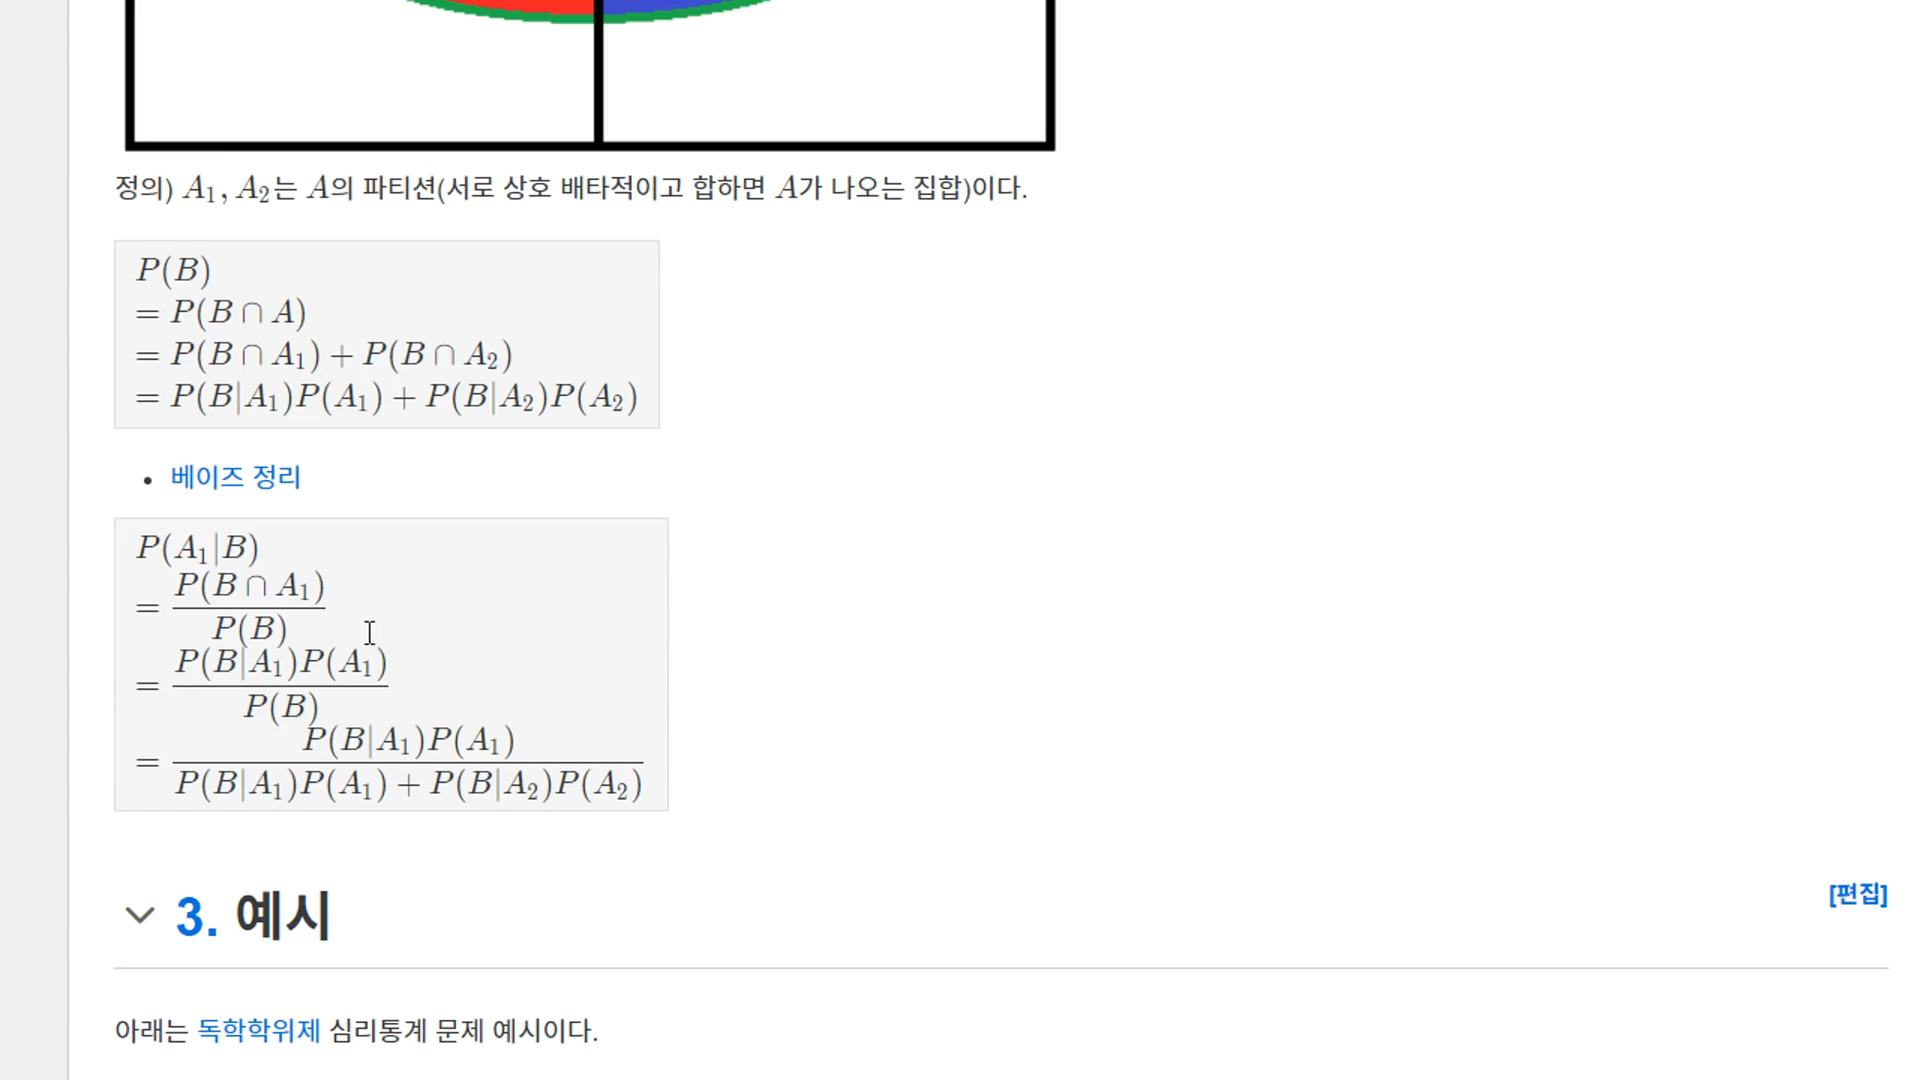 정의) A₁, A₂는 A의 파티션(서로 상호 배타적이고 합하면 A가 나오는 집합)이다.
P(B)
= P(B ∩ A)
= P(B ∩ A₁) + P(B ∩ A₂)
= P(B|A₁)P(A₁) + P(B|A₂)P(A₂)
• 베이즈 정리
P(A₁|B)
= P(B ∩ A₁) / P(B)
= P(B|A₁)P(A₁) / P(B)
= P(B|A₁)P(A₁) / P(B|A₁)P(A₁) + P(B|A₂)P(A₂)
3. 예시 [편집]
아래는 독학학위제 심리통계 문제 예시이다.